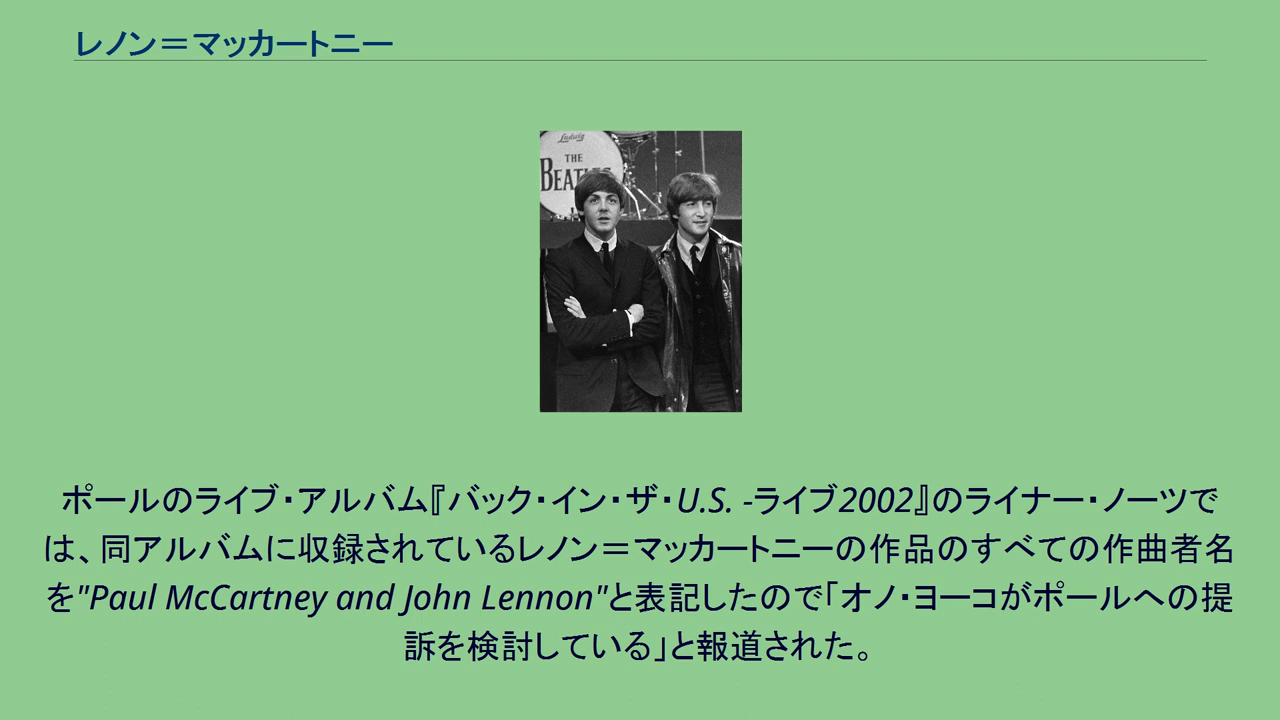 レノン＝マッカートニー
Ludwig
THE
BEATLES
ポールのライブ・アルバム『バック・イン・ザ・U.S. -ライブ2002』のライナー・ノーツで
は、同アルバムに収録されているレノン＝マッカートニーの作品のすべての作曲者名
を"Paul McCartney and John Lennon"と表記したので「オノ・ヨーコがポールへの提
訴を検討している」と報道された。